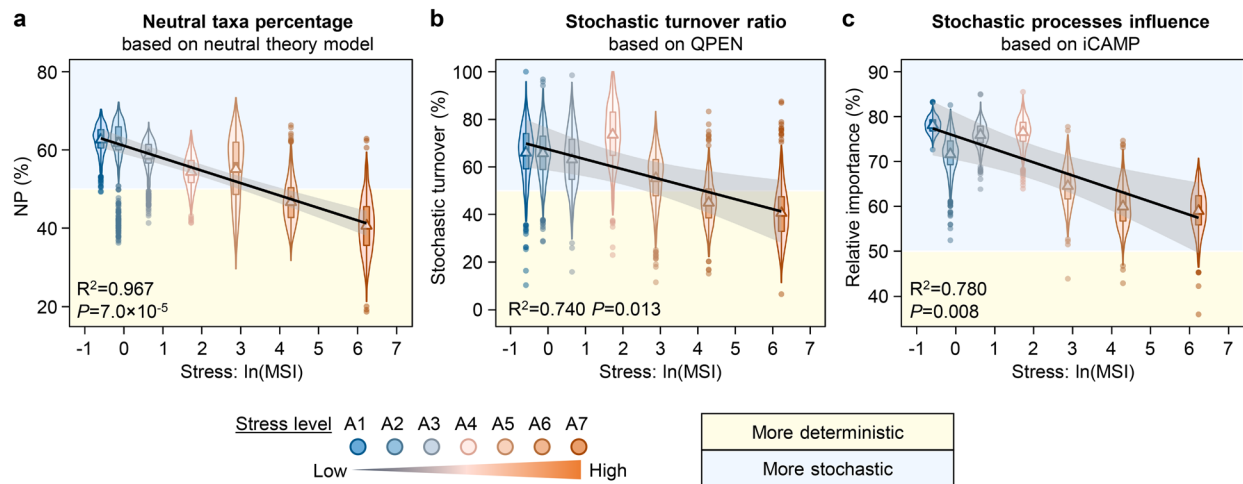 a
Neutral taxa percentage
based on neutral theory model
NP (%)
80
60
40
20
R²=0.967
P=7.0×10⁻⁵
-1 0 1 2 3 4 5 6 7
Stress: ln(MSI)
b
Stochastic turnover ratio
based on QPEN
Stochastic turnover (%)
100
80
60
40
20
0
R²=0.740 P=0.013
-1 0 1 2 3 4 5 6 7
Stress: ln(MSI)
c
Stochastic processes influence
based on iCAMP
Relative importance (%)
90
80
70
60
50
40
R²=0.780
P=0.008
-1 0 1 2 3 4 5 6 7
Stress: ln(MSI)
Stress level A1 A2 A3 A4 A5 A6 A7
Low High
More deterministic
More stochastic